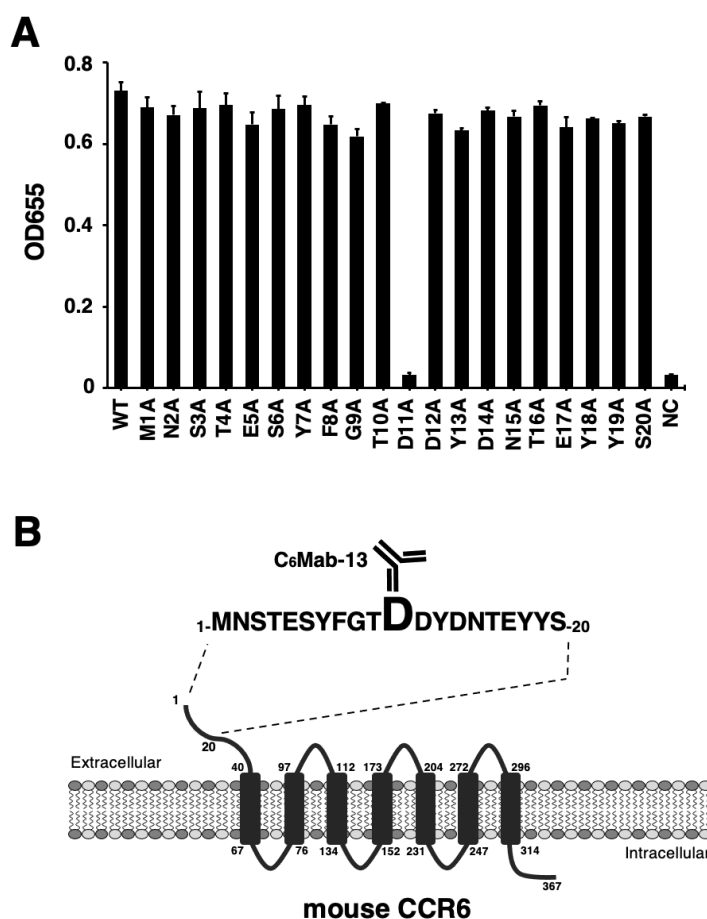 A
OD655
0.8
0.6
0.4
0.2
0
WT
M1A
N2A
S3A
T4A
E5A
S6A
Y7A
F8A
G9A
T10A
D11A
D12A
Y13A
D14A
N15A
T16A
E17A
Y18A
Y19A
S20A
NC
B
C6Mab-13
1-MNSTESYFGTDDYDNTEYYS-20
1
20
Extracellular
40 97 112 173 204 272 296
67 76 134 152 231 247 314
Intracellular
367
mouse CCR6